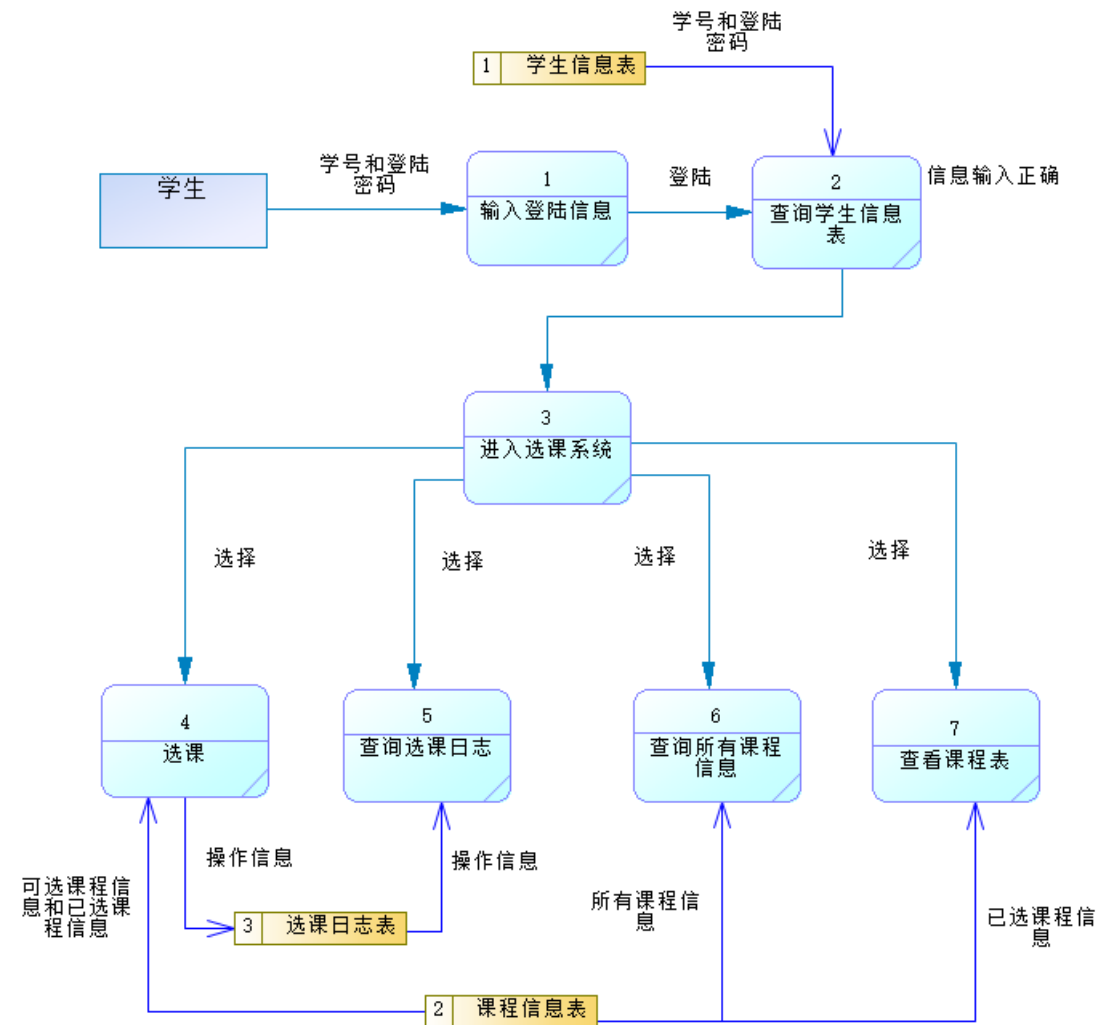 学号和登陆
密码
1 学生信息表
学生
学号和登陆
密码
1
输入登陆信息
登陆
2
查询学生信息
表
信息输入正确
3
进入选课系统
选择
选择
选择
选择
4
选课
5
查询选课日志
6
查询所有课程
信息
7
查看课程表
可选课程信
息和已选课
程信息
操作信息
操作信息
3 选课日志表
所有课程信
息
已选课程信
息
2 课程信息表